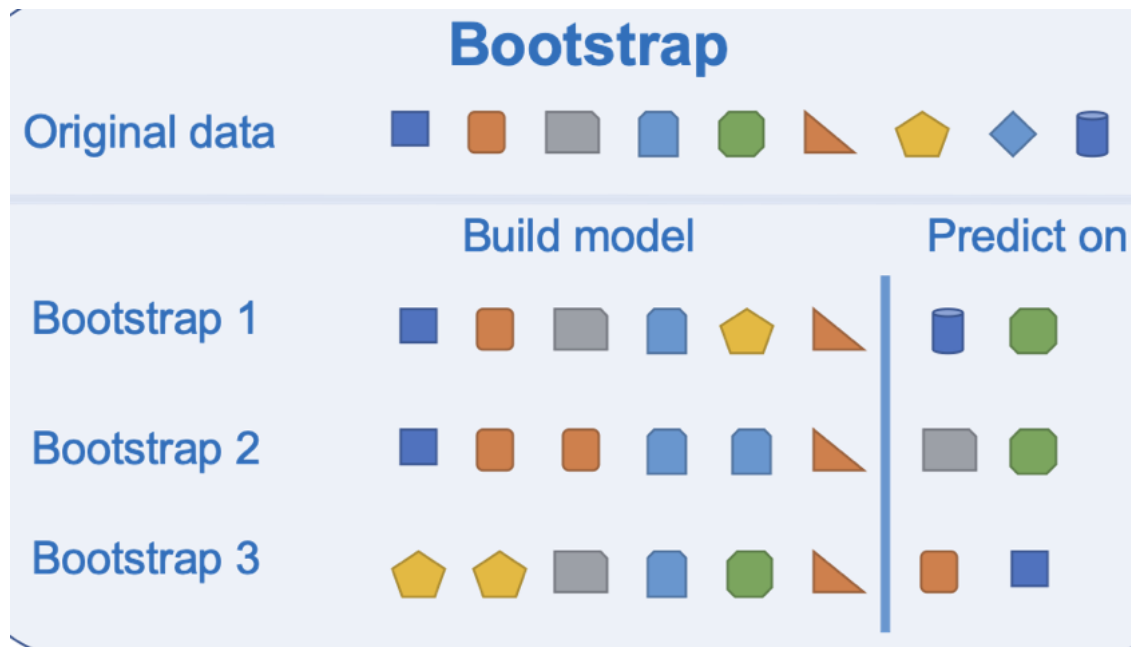 Bootstrap
Original data
Build model
Predict on
Bootstrap 1
Bootstrap 2
Bootstrap 3